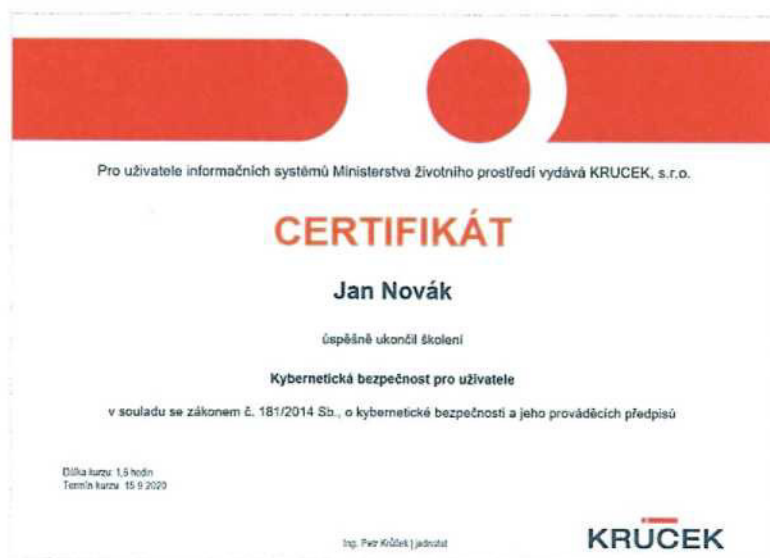 Pro uživatele informačních systémů Ministerstva životního prostředí vydává KRUCEK, s.r.o.
CERTIFIKÁT
Jan Novák
úspěšně ukončil školení
Kybernetická bezpečnost pro uživatele
v souladu se zákonem č. 181/2014 Sb., o kybernetické bezpečnosti a jeho prováděcích předpisů
Délka kurzu: 1,5 hodin
Termín kurzu: 15.9.2020
Ing. Petr Krůček | jednatel
KRUCEK